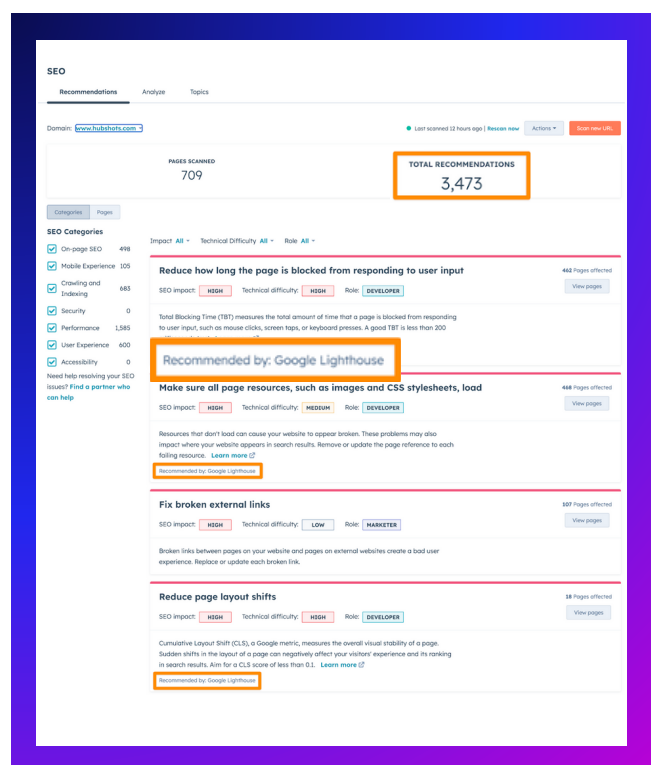 SEO
Recommendations Analyze Topics
Domain: www.hubshots.com
Last scanned 12 hours ago | Rescan now Actions Scan new URL
PAGES SCANNED
709
TOTAL RECOMMENDATIONS
3,473
Categories Pages
SEO Categories
On-page SEO 498
Mobile Experience 105
Crawling and
Indexing 683
Security 0
Performance 1,585
User Experience 600
Accessibility 0
Need help resolving your SEO
issues? Find a partner who
can help
Impact All Technical Difficulty All Role All
Reduce how long the page is blocked from responding to user input
462 Pages affected
SEO impact: HIGH Technical difficulty: HIGH Role: DEVELOPER
View pages
Total Blocking Time (TBT) measures the total amount of time that a page is blocked from responding
to user input, such as mouse clicks, screen taps, or keyboard presses. A good TBT is less than 200
Recommended by: Google Lighthouse
Make sure all page resources, such as images and CSS stylesheets, load
468 Pages affected
SEO impact: HIGH Technical difficulty: MEDIUM Role: DEVELOPER
View pages
Resources that don't load can cause your website to appear broken. These problems may also
impact where your website appears in search results. Remove or update the page reference to each
failing resource. Learn more
Recommended by: Google Lighthouse
Fix broken external links
107 Pages affected
SEO impact: HIGH Technical difficulty: LOW Role: MARKETER
View pages
Broken links between pages on your website and pages on external websites create a bad user
experience. Replace or update each broken link.
Reduce page layout shifts
18 Pages affected
SEO impact: HIGH Technical difficulty: HIGH Role: DEVELOPER
View pages
Cumulative Layout Shift (CLS), a Google metric, measures the overall visual stability of a page.
Sudden shifts in the layout of a page can negatively affect your visitors' experience and its ranking
in search results. Aim for a CLS score of less than 0.1. Learn more
Recommended by: Google Lighthouse